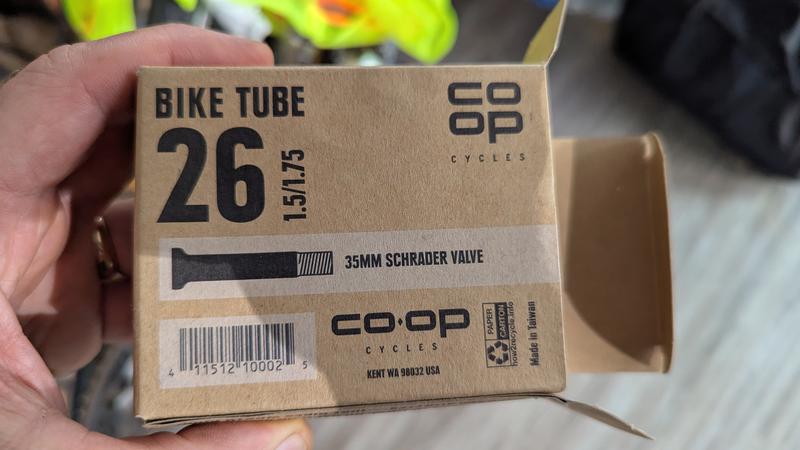 BIKE TUBE
26
1.5/1.75
CO
OP
CYCLES
35MM SCHRADER VALVE
4 11512 10002 5
CO·OP
CYCLES
KENT WA 98032 USA
PAPER
CARTON
how2recycle.info
Made in Taiwan